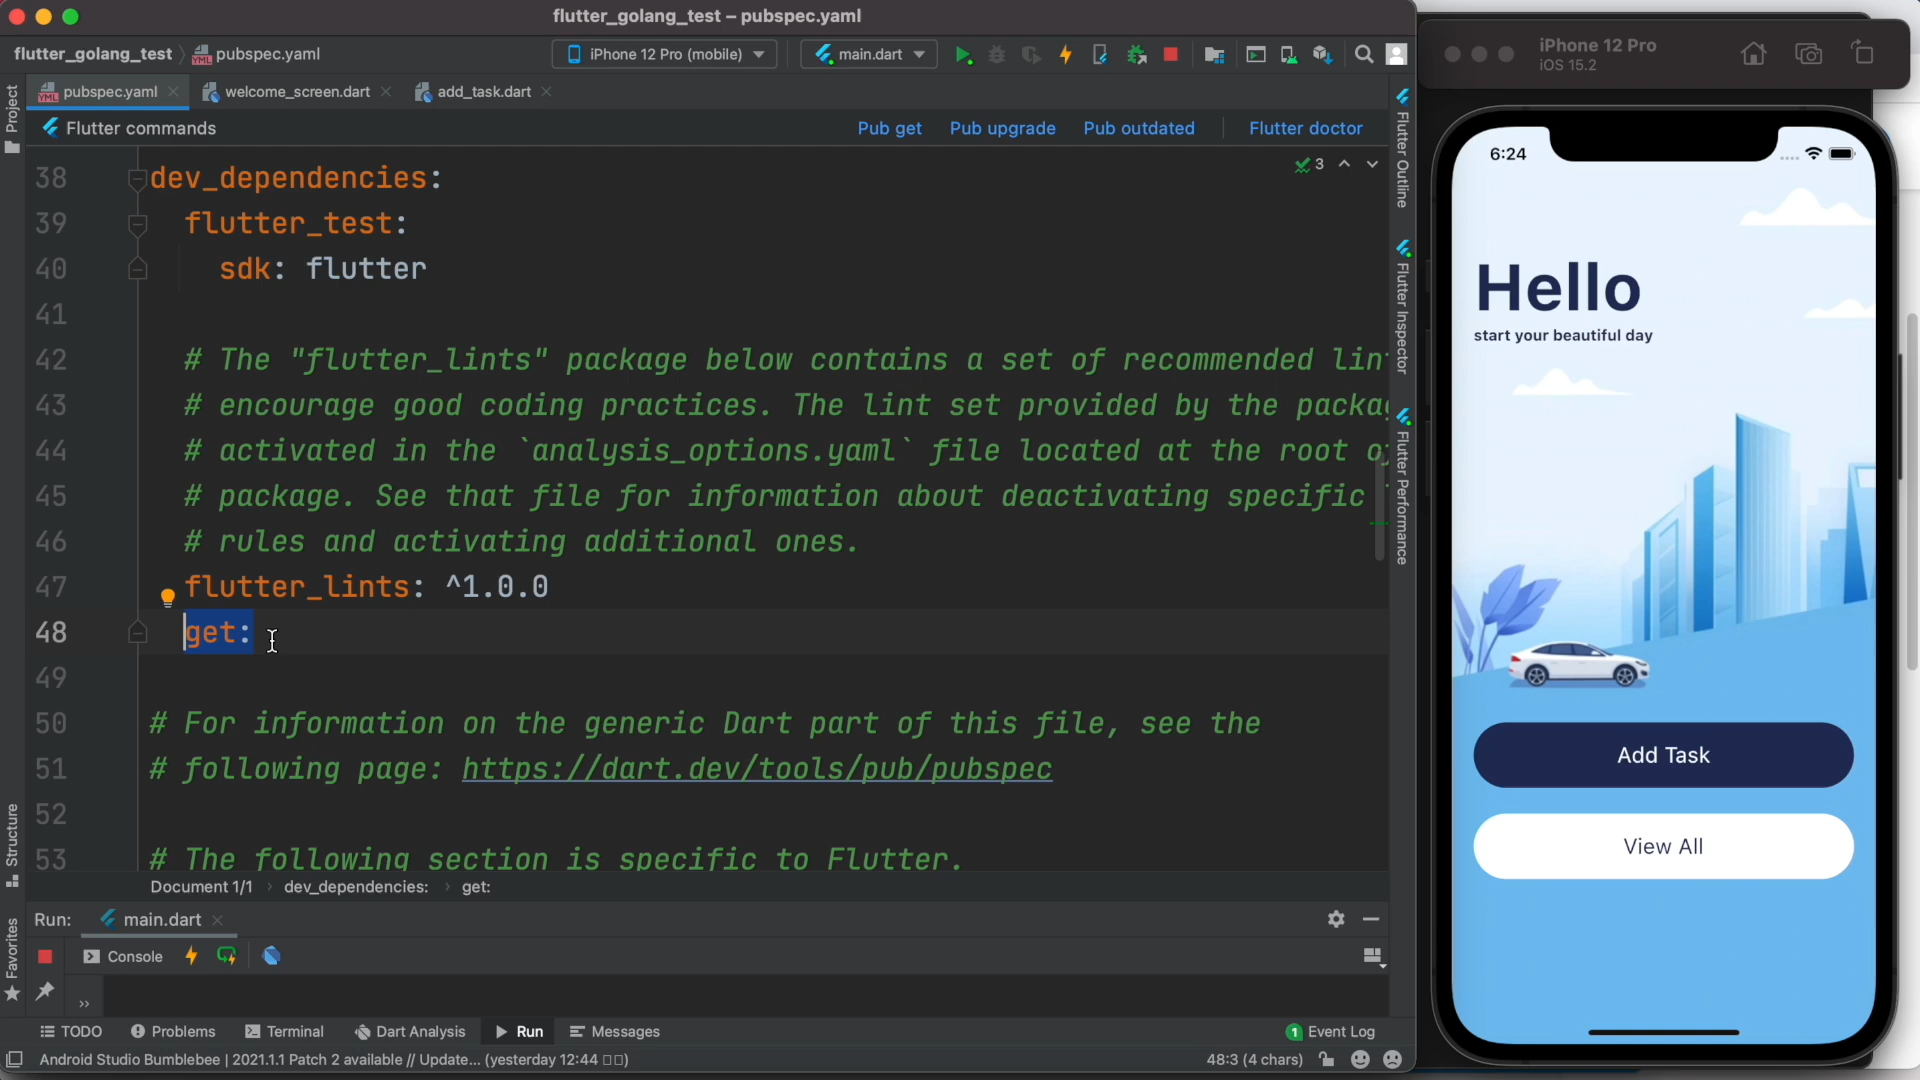 flutter_golang_test – pubspec.yaml
flutter_golang_test
pubspec.yaml
iPhone 12 Pro (mobile)
main.dart
pubspec.yaml
welcome_screen.dart
add_task.dart
Project
Flutter commands
Pub get
Pub upgrade
Pub outdated
Flutter doctor
3
38 dev_dependencies:
39 flutter_test:
40 sdk: flutter
41
42 # The "flutter_lints" package below contains a set of recommended lin
43 # encourage good coding practices. The lint set provided by the packag
44 # activated in the `analysis_options.yaml` file located at the root o
45 # package. See that file for information about deactivating specific
46 # rules and activating additional ones.
47 flutter_lints: ^1.0.0
48 get:
49
50 # For information on the generic Dart part of this file, see the
51 # following page: https://dart.dev/tools/pub/pubspec
52
53 # The following section is specific to Flutter.
Document 1/1
dev_dependencies:
get:
Flutter Outline
Flutter Inspector
Flutter Performance
Structure
Favorites
Run:
main.dart
Console
TODO
Problems
Terminal
Dart Analysis
Run
Messages
1 Event Log
Android Studio Bumblebee | 2021.1.1 Patch 2 available // Update... (yesterday 12:44
48:3 (4 chars)
iPhone 12 Pro
iOS 15.2
6:24
Hello
start your beautiful day
Add Task
View All